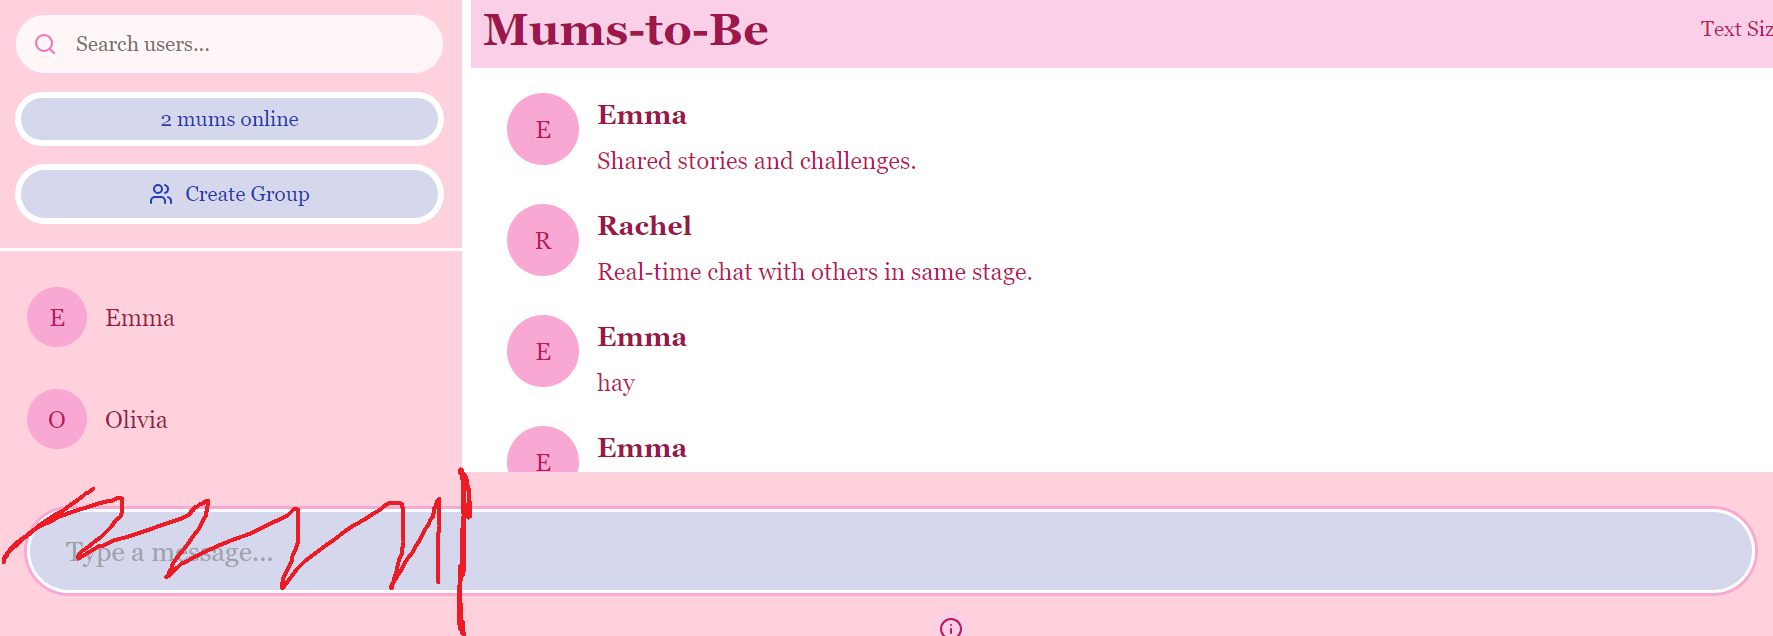 Search users...
2 mums online
Create Group
E Emma
O Olivia
Mums-to-Be
Text Siz
E Emma
Shared stories and challenges.
R Rachel
Real-time chat with others in same stage.
E Emma
hay
E Emma
Type a message...